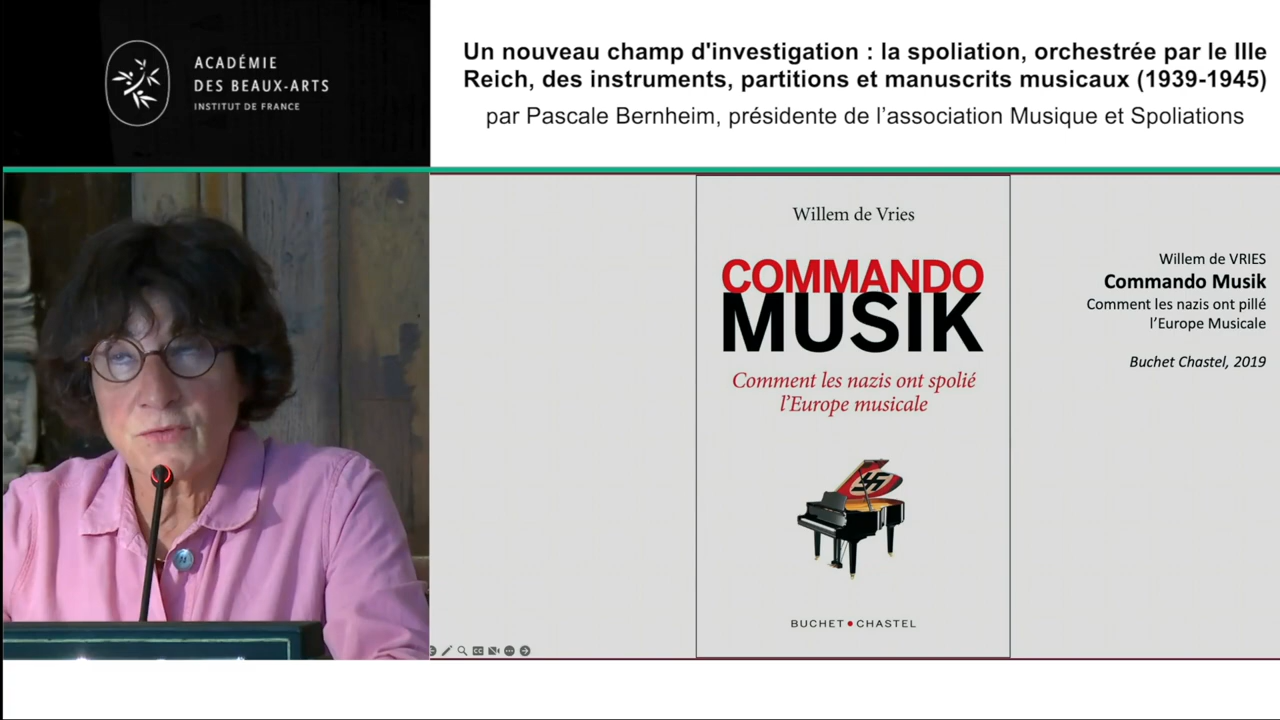 ACADÉMIE
DES BEAUX-ARTS
INSTITUT DE FRANCE
Un nouveau champ d'investigation : la spoliation, orchestrée par le IIIe
Reich, des instruments, partitions et manuscrits musicaux (1939-1945)
par Pascale Bernheim, présidente de l'association Musique et Spoliations
Willem de Vries
COMMANDO
MUSIK
Comment les nazis ont spolié
l'Europe musicale
BUCHET•CHASTEL
Willem de VRIES
Commando Musik
Comment les nazis ont pillé
l'Europe Musicale
Buchet Chastel, 2019